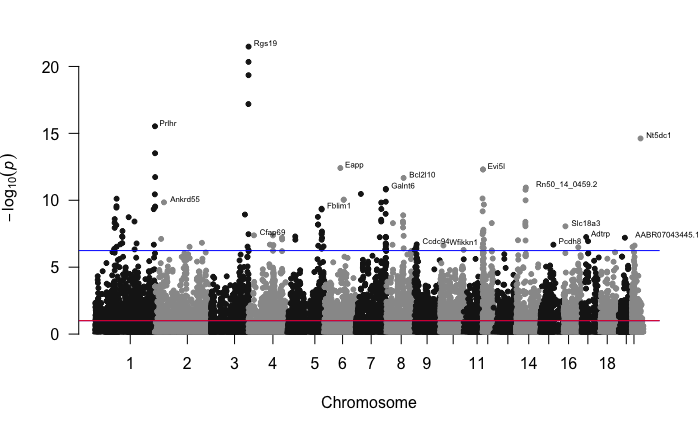 Rgs19
20
Prlhr
15
Nt5dc1
Eapp
Evi5l
Bcl2l10
Galnt6
Rn50_14_0459.2
10
Ankrd55
Fblim1
Slc18a3
Cfap69
Ccdc94
Wfikkn1
Pcdh8
Adtrp
AABR07043445.1
5
0
−log10(p)
1 2 3 4 5 6 7 8 9 11 14 16 18
Chromosome